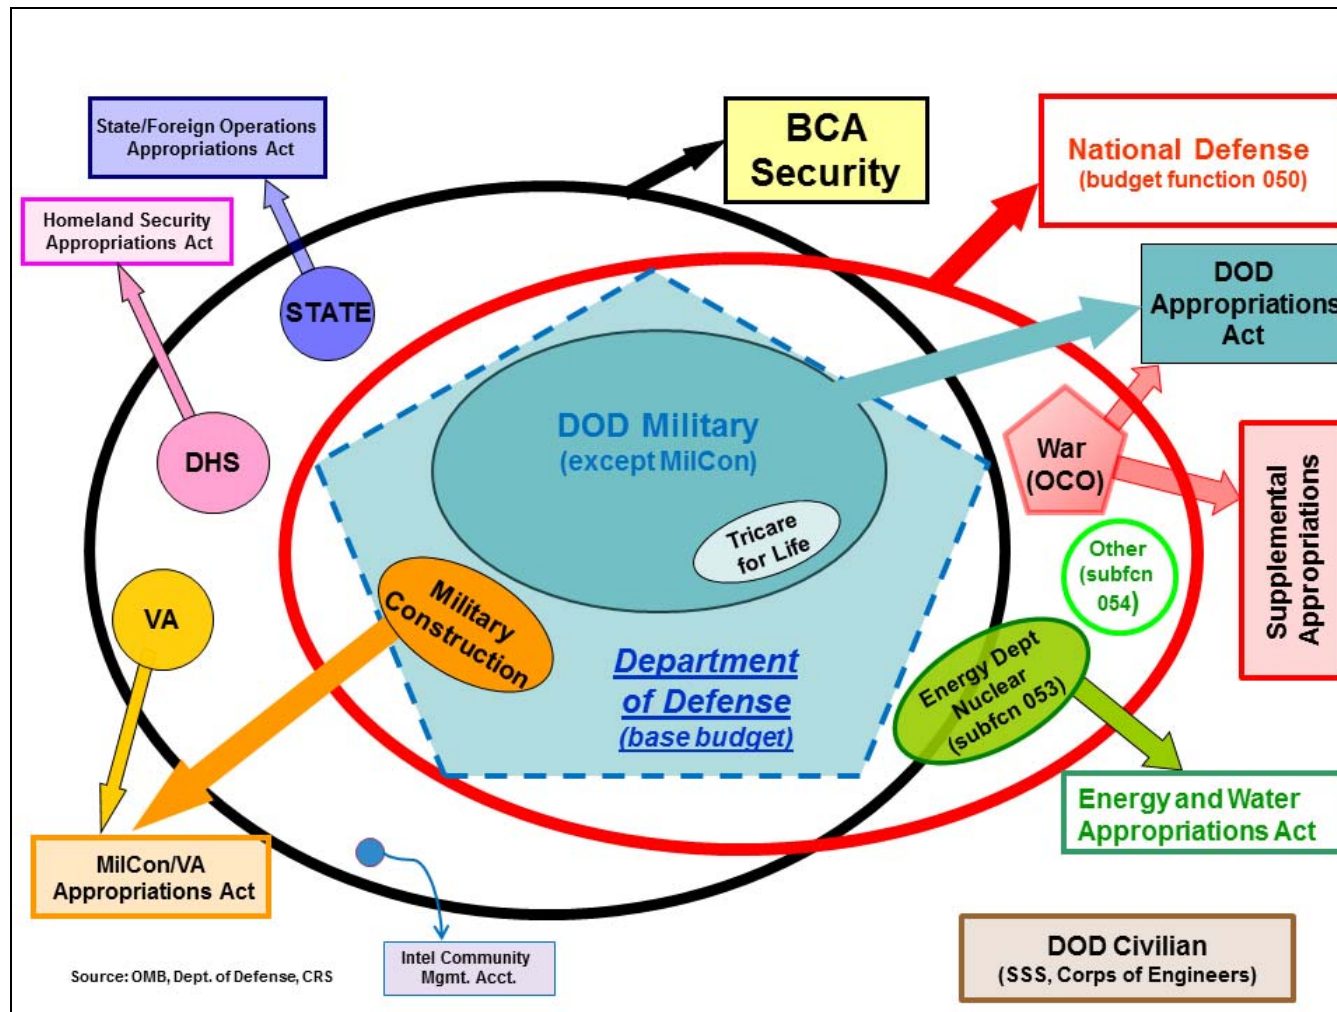 State/Foreign Operations
Appropriations Act
BCA
Security
National Defense
(budget function 050)
Homeland Security
Appropriations Act
DOD
Appropriations
Act
STATE
DHS
VA
DOD Military
(except MilCon)
Tricare
for Life
War
(OCO)
Supplemental
Appropriations
Other
(subfcn
054)
Military
Construction
Department
of Defense
(base budget)
Energy Dept
Nuclear
(subfcn 053)
Energy and Water
Appropriations Act
MilCon/VA
Appropriations Act
Intel Community
Mgmt. Acct.
DOD Civilian
(SSS, Corps of Engineers)
Source: OMB, Dept. of Defense, CRS